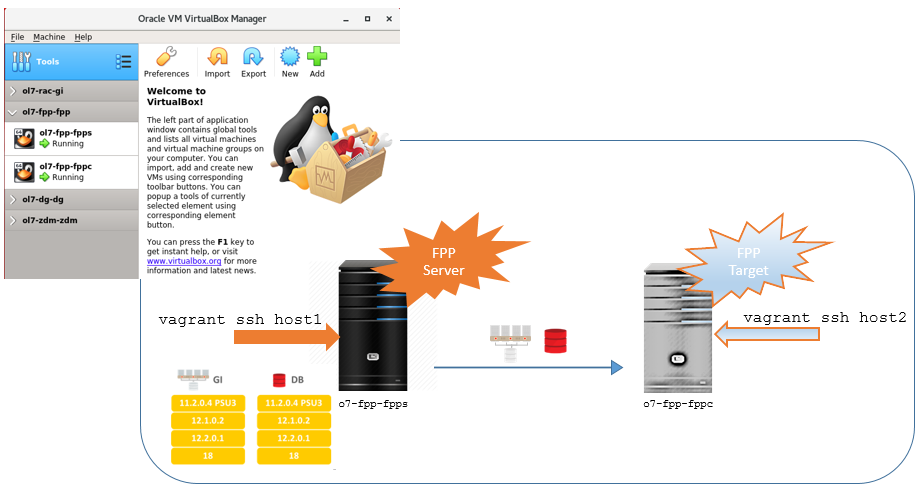 Oracle VM VirtualBox Manager
File Machine Help
Tools
Preferences Import Export New Add
ol7-rac-gi
ol7-fpp-fpp
ol7-fpp-fpps
Running
ol7-fpp-fppc
Running
ol7-dg-dg
ol7-zdm-zdm
Welcome to
VirtualBox!
The left part of application
window contains global tools
and lists all virtual machines
and virtual machine groups on
your computer. You can
import, add and create new
VMs using corresponding
toolbar buttons. You can
popup a tools of currently
selected element using
corresponding element
button.
You can press the F1 key to
get instant help, or visit
www.virtualbox.org for more
information and latest news.
FPP
Server
FPP
Target
vagrant ssh host1
vagrant ssh host2
o7-fpp-fpps
o7-fpp-fppc
GI DB
11.2.0.4 PSU3 11.2.0.4 PSU3
12.1.0.2 12.1.0.2
12.2.0.1 12.2.0.1
18 18